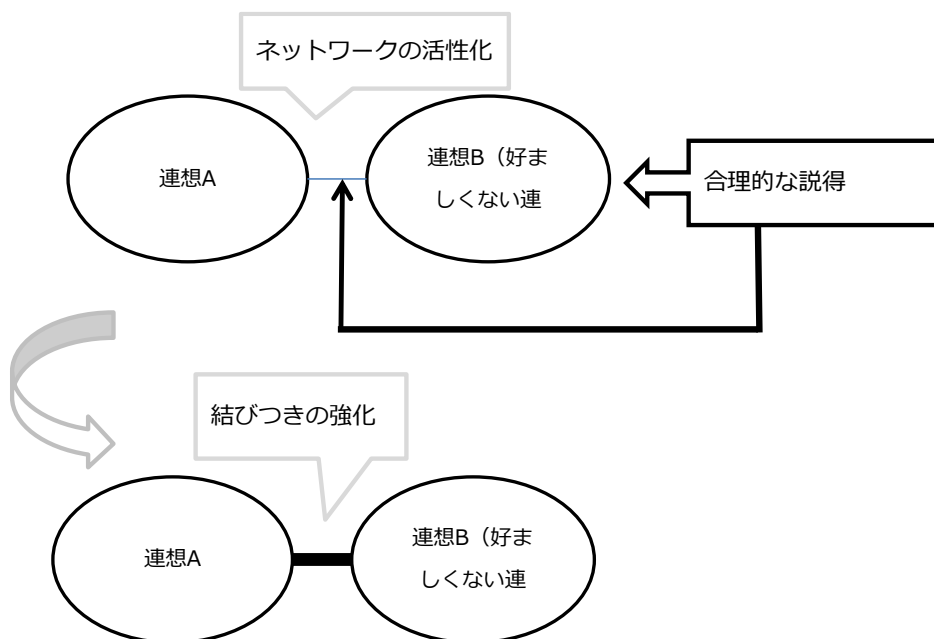 ネットワークの活性化
連想A
連想B（好ま
しくない連
合理的な説得
結びつきの強化
連想A
連想B（好ま
しくない連